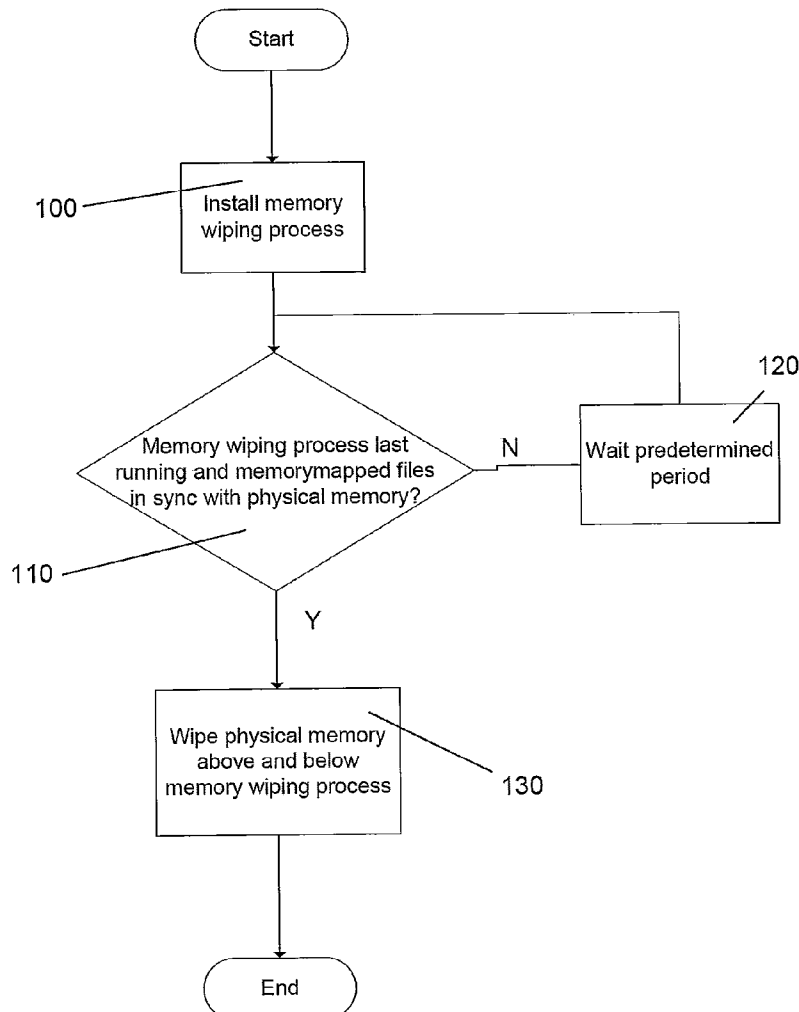 Start
100
Install memory
wiping process
120
Wait predetermined
period
Memory wiping process last
running and memorymapped files
in sync with physical memory?
N
110
Y
Wipe physical memory
above and below
memory wiping process
130
End